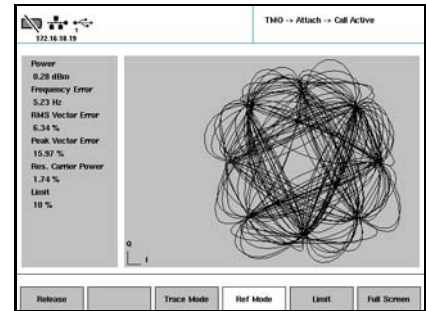 TMO -> Attach -> Call Active
1
172.16.18.19
Power
0.28 dBm
Frequency Error
5.23 Hz
RMS Vector Error
6.34 %
Peak Vector Error
15.97 %
Res. Carrier Power
1.74 %
Limit
10 %
Q
I
Release
Trace Mode
Ref Mode
Limit
Full Screen